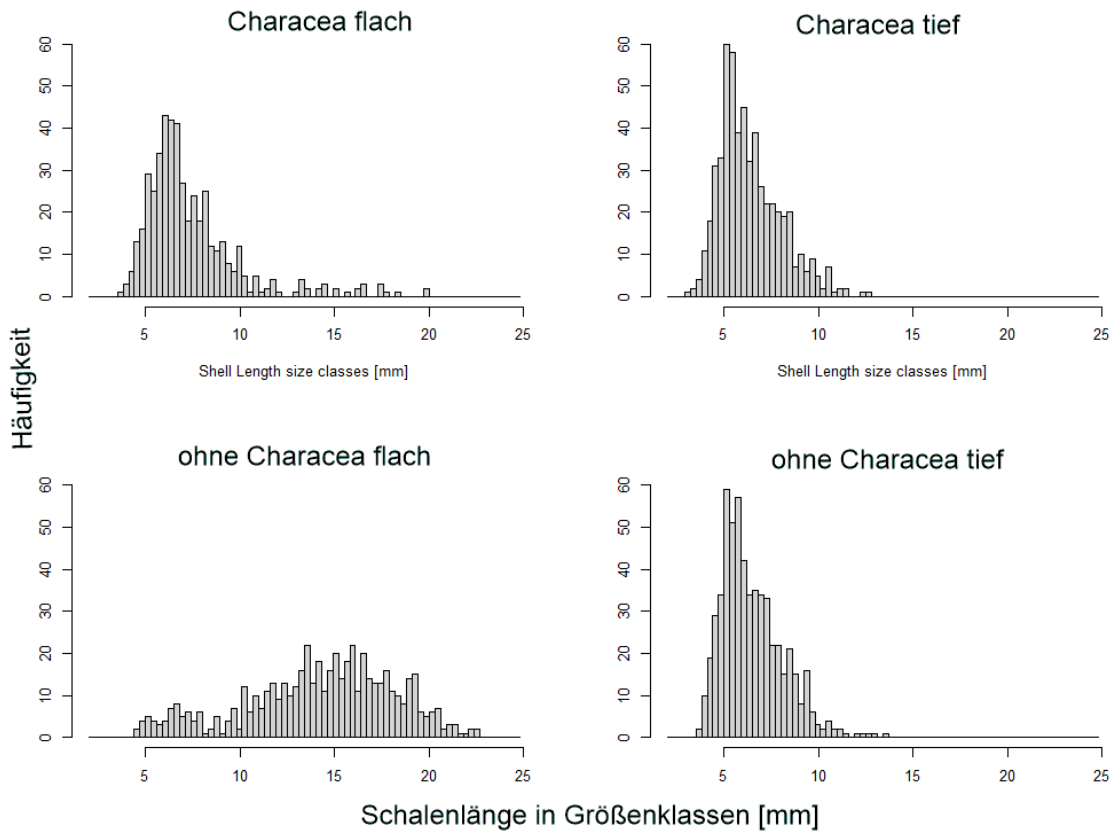 Characea flach
Characea tief
60
50
40
30
20
10
0
5 10 15 20 25
Shell Length size classes [mm]
60
50
40
30
20
10
0
5 10 15 20 25
Shell Length size classes [mm]
Häufigkeit
ohne Characea flach
ohne Characea tief
60
50
40
30
20
10
0
5 10 15 20 25
60
50
40
30
20
10
0
5 10 15 20 25
Schalenlänge in Größenklassen [mm]